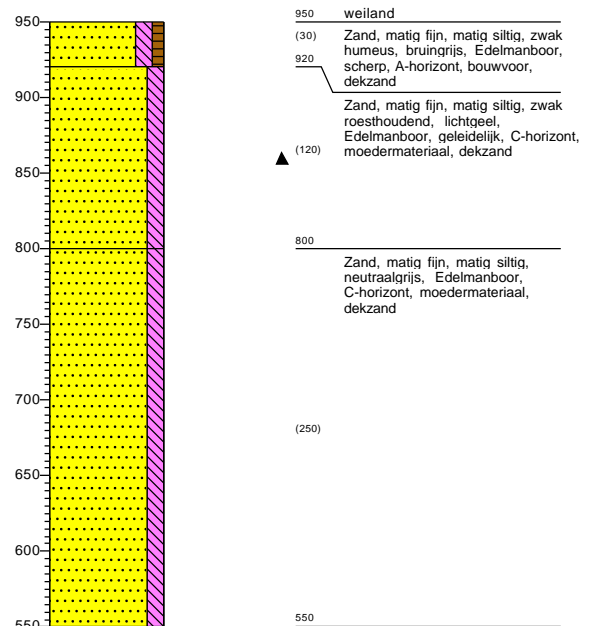 950 weiland
950
(30) Zand, matig fijn, matig siltig, zwak
humeus, bruingrijs, Edelmanboor,
920 scherp, A-horizont, bouwvoor,
dekzand
900
Zand, matig fijn, matig siltig, zwak
roesthoudend, lichtgeel,
Edelmanboor, geleidelijk, C-horizont,
(120) moedermateriaal, dekzand
850
800
800
Zand, matig fijn, matig siltig,
neutraalgrijs, Edelmanboor,
C-horizont, moedermateriaal,
dekzand
750
700
(250)
650
600
550
550